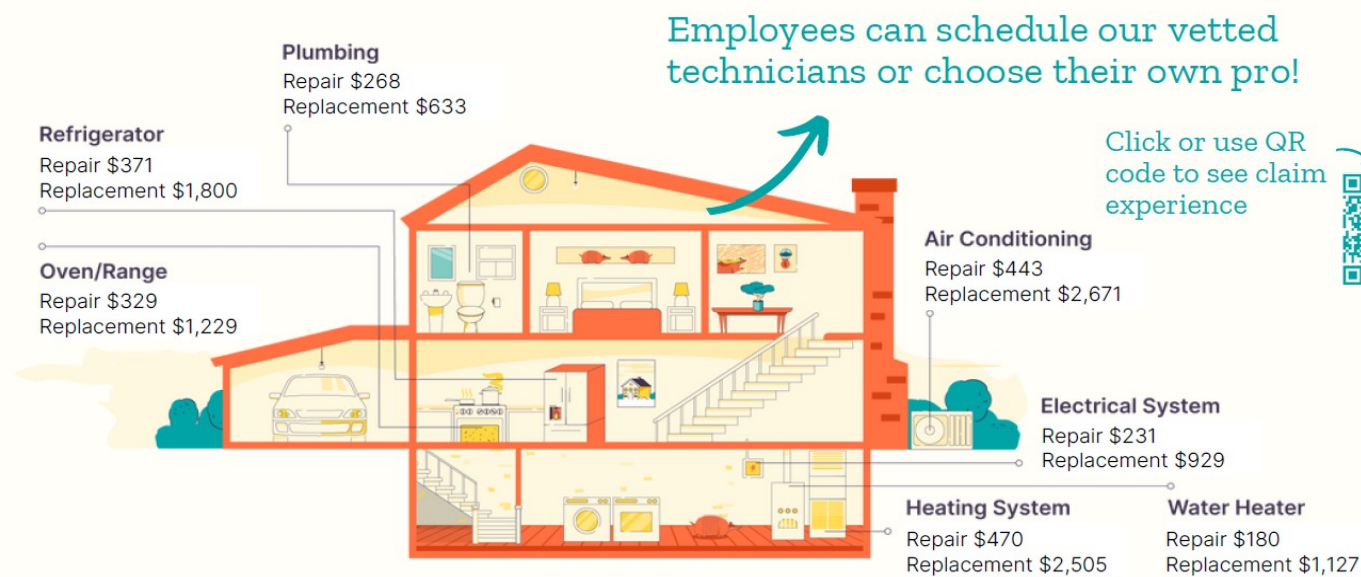 Employees can schedule our vetted
technicians or choose their own pro!
Plumbing
Repair $268
Replacement $633
Refrigerator
Repair $371
Replacement $1,800
Oven/Range
Repair $329
Replacement $1,229
Click or use QR
code to see claim
experience
Air Conditioning
Repair $443
Replacement $2,671
Electrical System
Repair $231
Replacement $929
Heating System
Repair $470
Replacement $2,505
Water Heater
Repair $180
Replacement $1,127